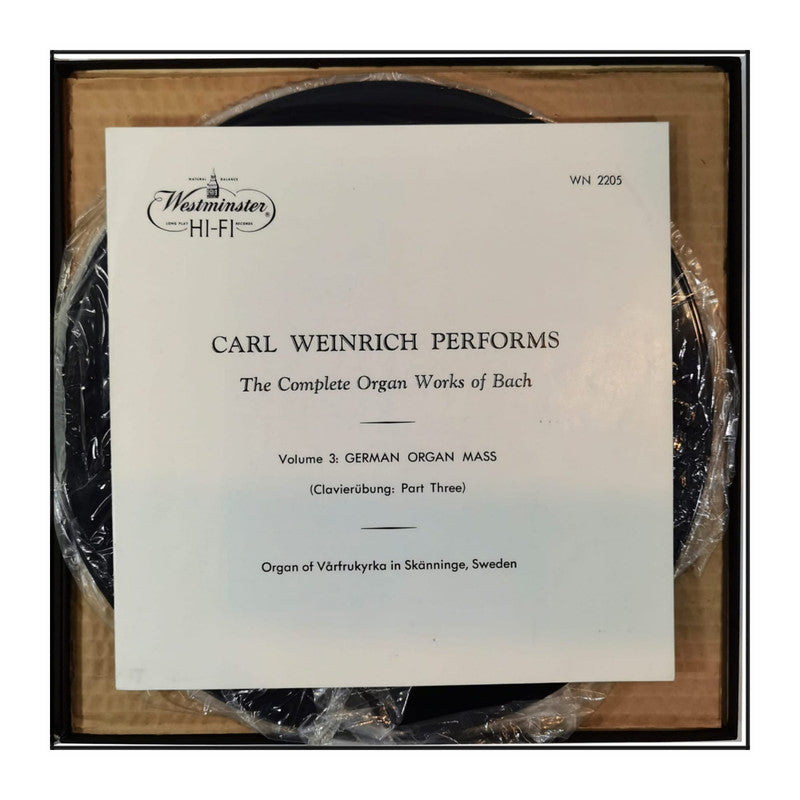 NATURAL BALANCE
Westminster®
LONG PLAY RECORDS
HI-FI
WN 2205
CARL WEINRICH PERFORMS
The Complete Organ Works of Bach
Volume 3: GERMAN ORGAN MASS
(Clavierübung: Part Three)
Organ of Vårfrukyrka in Skänninge, Sweden